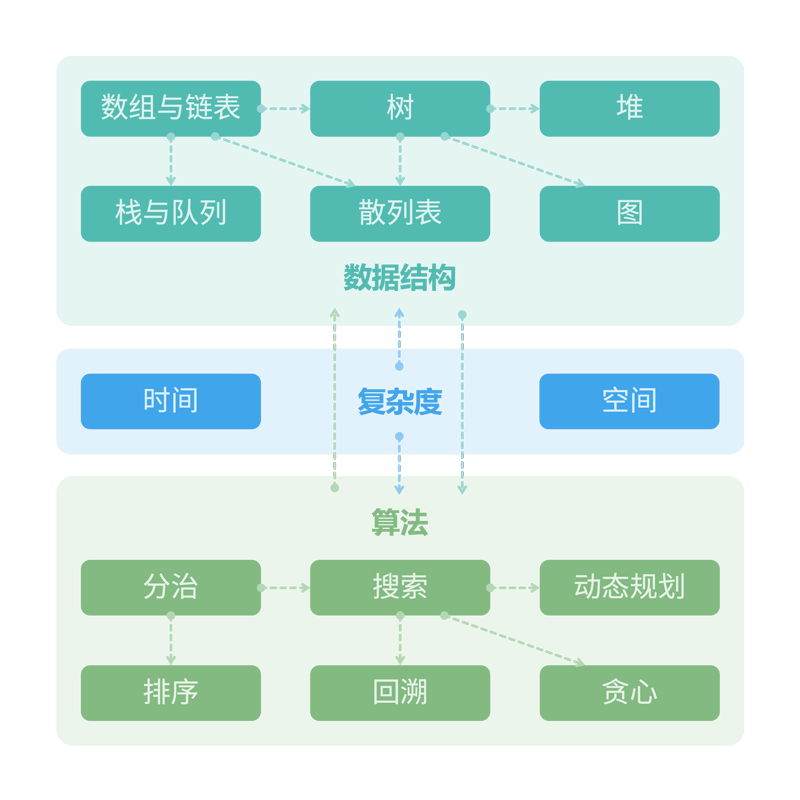 数组与链表
树
堆
栈与队列
散列表
图
数据结构
时间
复杂度
空间
算法
分治
搜索
动态规划
排序
回溯
贪心